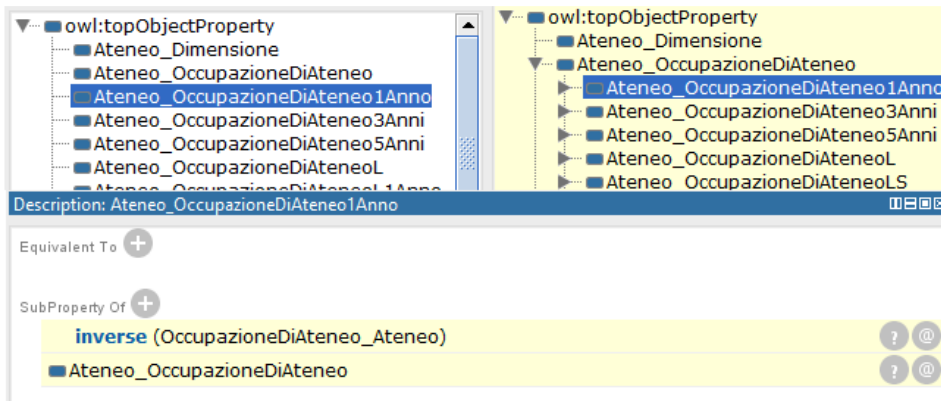 owl:topObjectProperty
Ateneo_Dimensione
Ateneo_OccupazioneDiAteneo
Ateneo_OccupazioneDiAteneo1Anno
Ateneo_OccupazioneDiAteneo3Anni
Ateneo_OccupazioneDiAteneo5Anni
Ateneo_OccupazioneDiAteneoL
Ateneo_OccupazioneDiAteneoL1Anno
owl:topObjectProperty
Ateneo_Dimensione
Ateneo_OccupazioneDiAteneo
Ateneo_OccupazioneDiAteneo1Anno
Ateneo_OccupazioneDiAteneo3Anni
Ateneo_OccupazioneDiAteneo5Anni
Ateneo_OccupazioneDiAteneoL
Ateneo_OccupazioneDiAteneoLS
Description: Ateneo_OccupazioneDiAteneo1Anno
Equivalent To +
SubProperty Of +
inverse (OccupazioneDiAteneo_Ateneo) ? @
Ateneo_OccupazioneDiAteneo ? @